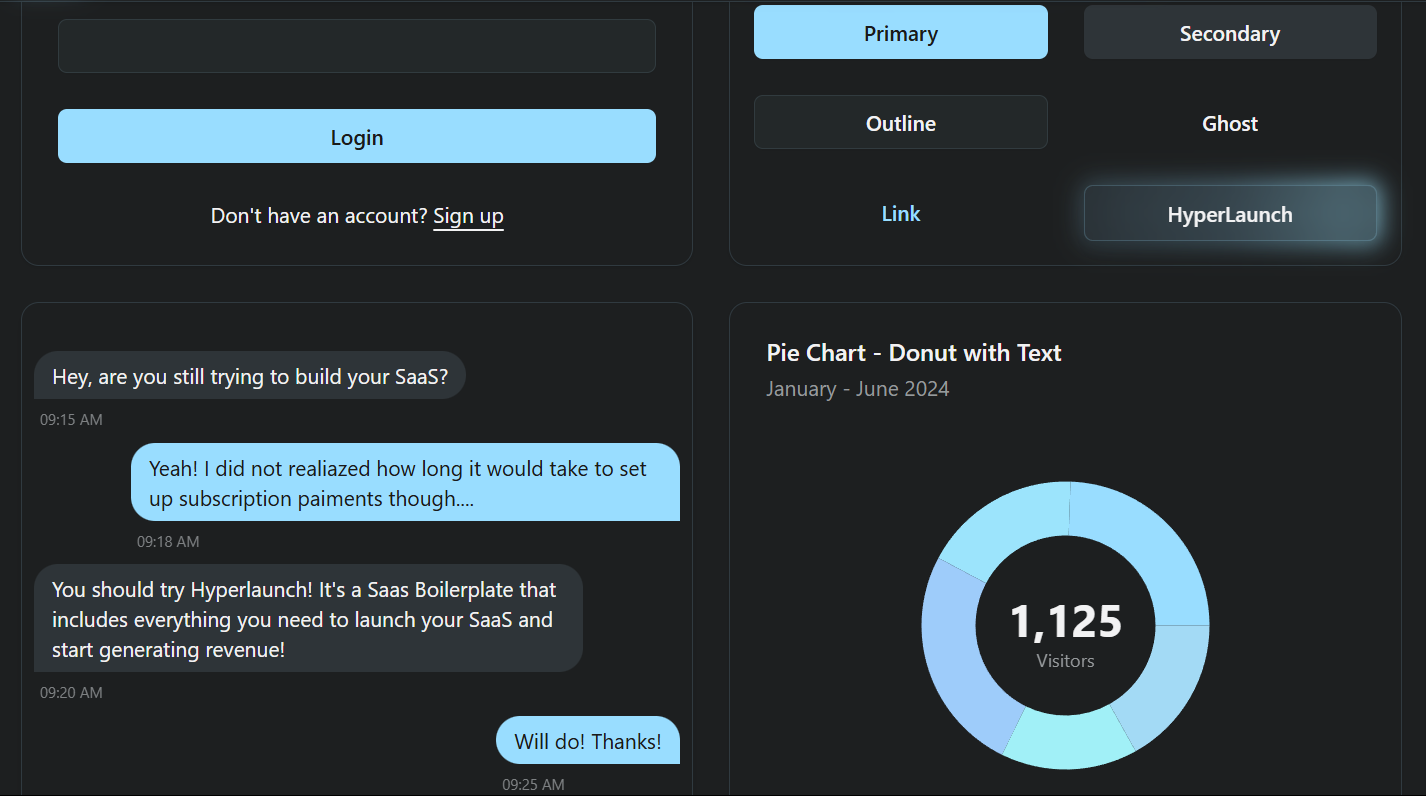 Login
Don't have an account? Sign up
Primary
Secondary
Outline
Ghost
Link
HyperLaunch
Hey, are you still trying to build your SaaS?
09:15 AM
Yeah! I did not realiazed how long it would take to set
up subscription paiments though....
09:18 AM
You should try Hyperlaunch! It's a Saas Boilerplate that
includes everything you need to launch your SaaS and
start generating revenue!
09:20 AM
Will do! Thanks!
09:25 AM
Pie Chart - Donut with Text
January - June 2024
1,125
Visitors